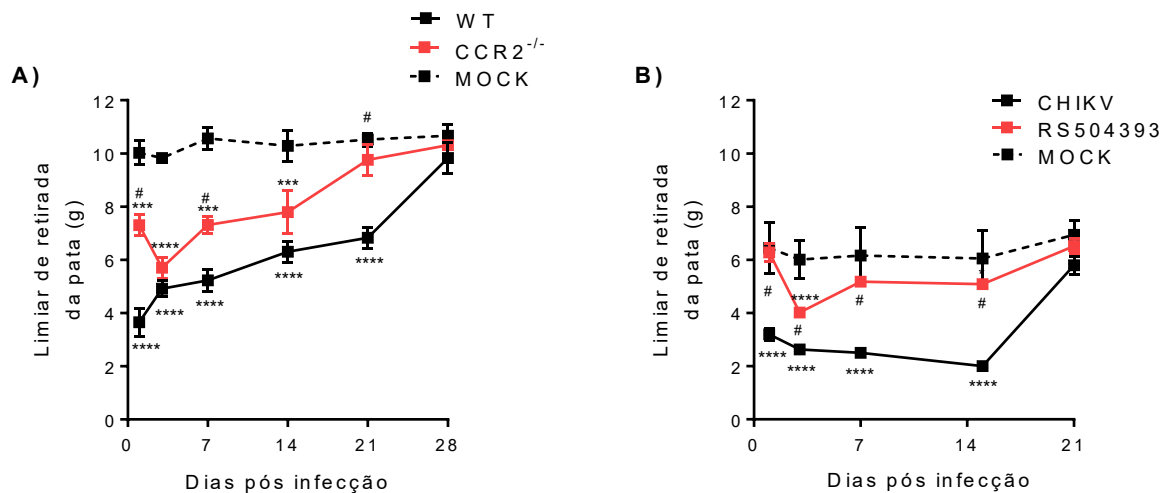 WT
CCR2-/-
MOCK
A)
12
10
8
6
4
2
0
Limiar de retirada
da pata (g)
#
***
****
#
***
***
#
****
****
****
****
****
0 7 14 21 28
Dias pós infecção
B)
CHIKV
RS504393
MOCK
12
10
8
6
4
2
0
Limiar de retirada
da pata (g)
#
****
#
#
#
****
****
****
****
0 7 14 21
Dias pós infecção